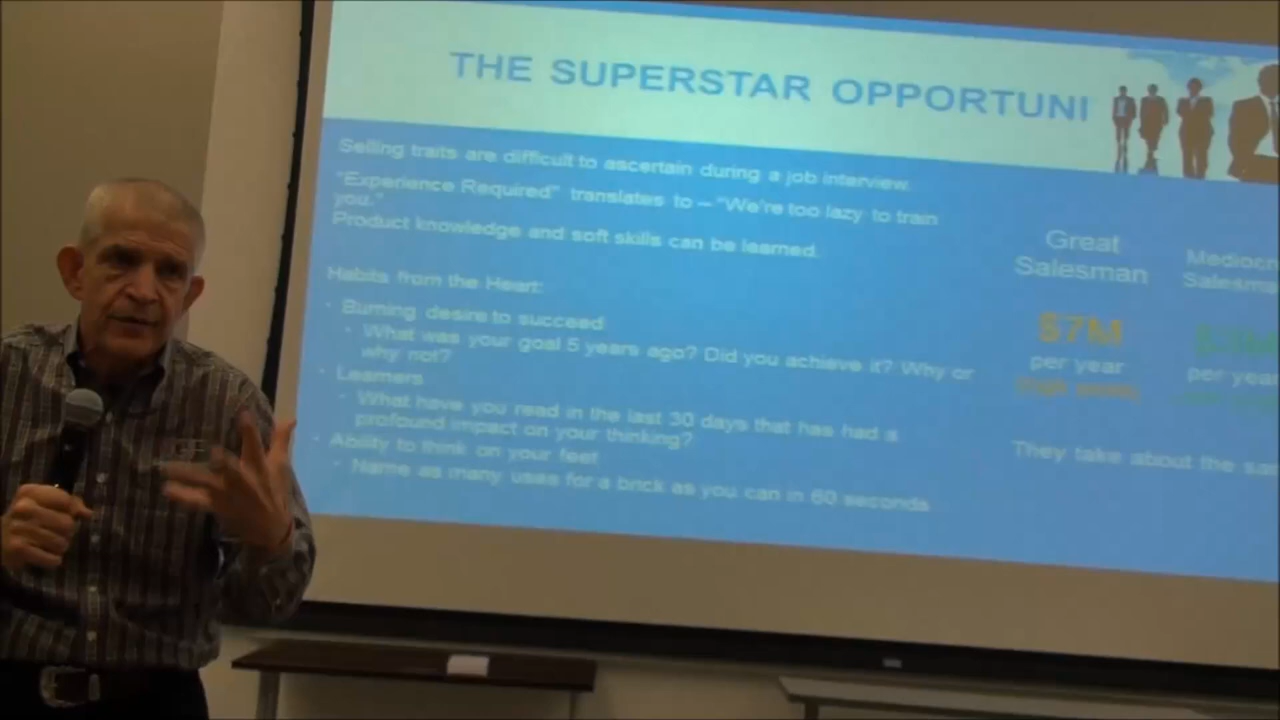 THE SUPERSTAR OPPORTUNI
Selling traits are difficult to ascertain during a job interview.
"Experience Required" translates to – "We're too lazy to train
you."
Product knowledge and soft skills can be learned.
Habits from the Heart:
Burning desire to succeed
What was your goal 5 years ago? Did you achieve it? Why or
why not?
Learners
What have you read in the last 30 days that has had a
profound impact on your thinking?
Ability to think on your feet
Name as many uses for a brick as you can in 60 seconds
Great
Salesman
$7M
per year
Mediocr
Salesma
per year
They take about the sa